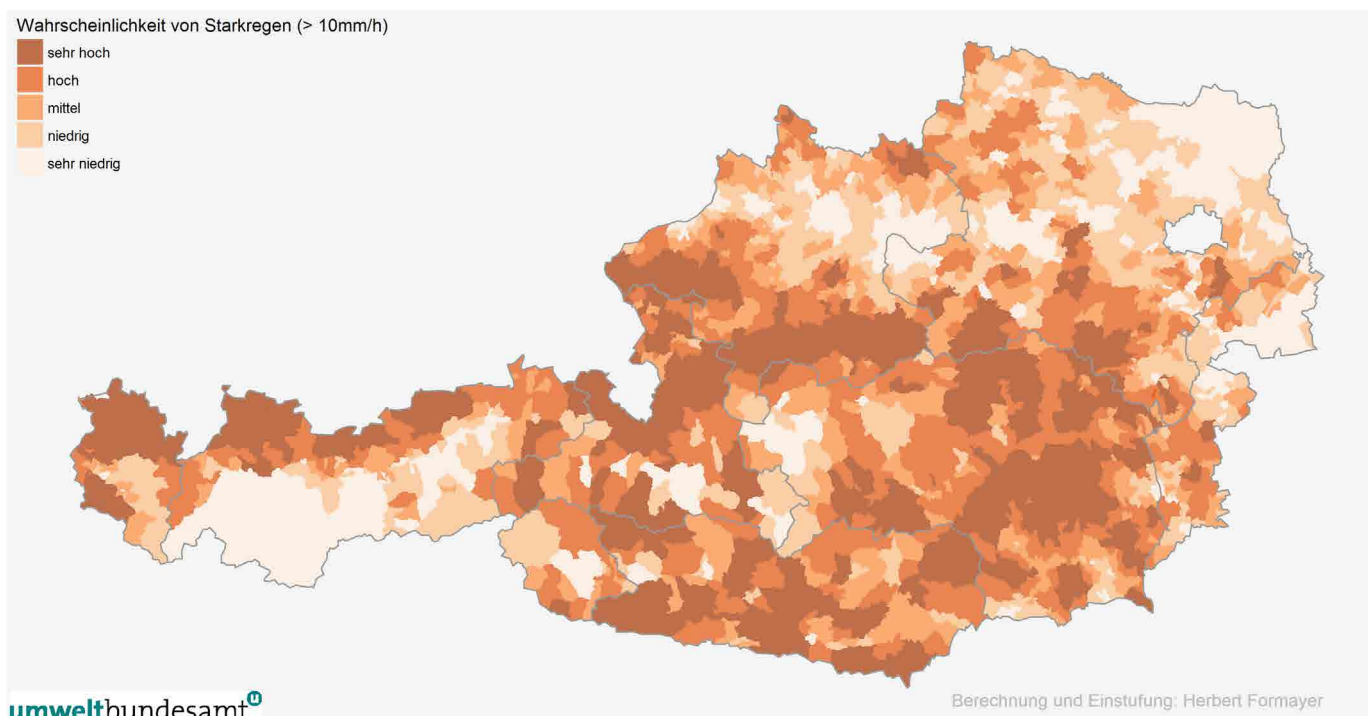 Wahrscheinlichkeit von Starkregen (> 10mm/h)
sehr hoch
hoch
mittel
niedrig
sehr niedrig
umweltbundesamt u
Berechnung und Einstufung: Herbert Formayer